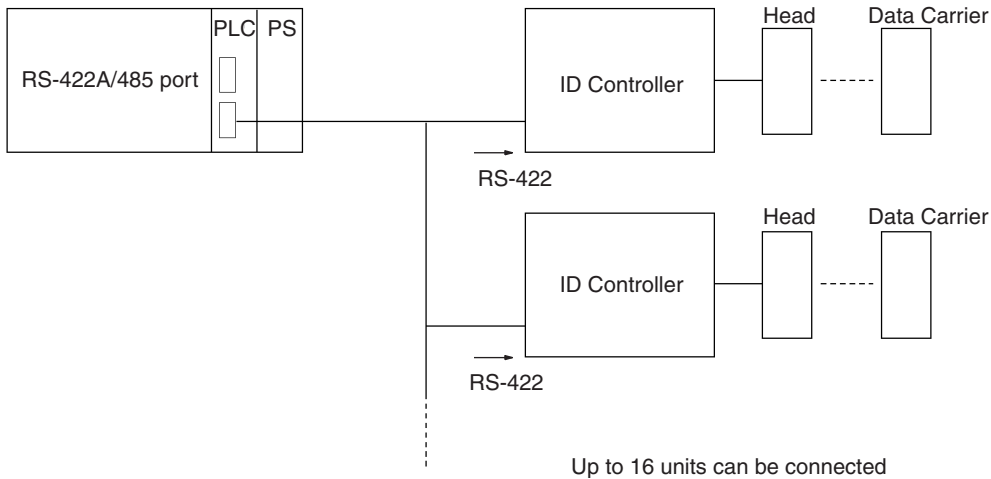 PLC PS
RS-422A/485 port
Head Data Carrier
ID Controller
RS-422
Head Data Carrier
ID Controller
RS-422
Up to 16 units can be connected